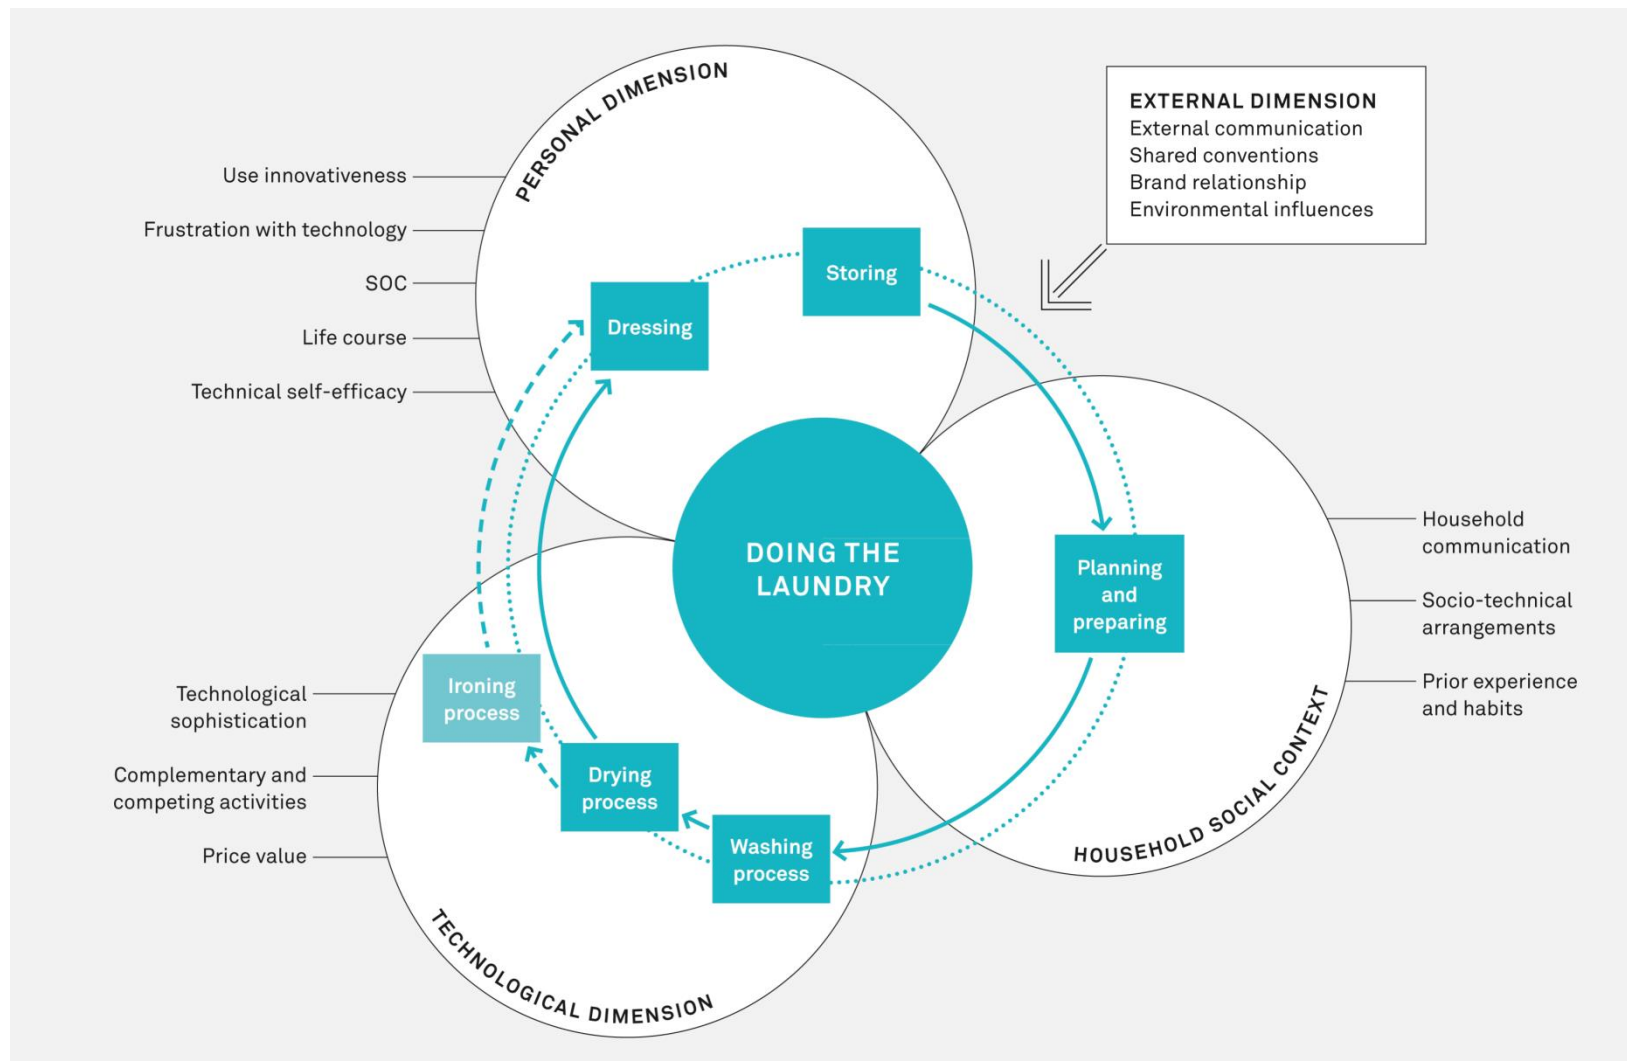 PERSONAL DIMENSION
EXTERNAL DIMENSION
External communication
Shared conventions
Brand relationship
Environmental influences
Use innovativeness
Frustration with technology
SOC
Life course
Technical self-efficacy
Storing
Dressing
DOING THE
LAUNDRY
Planning
and
preparing
Household
communication
Socio-technical
arrangements
Prior experience
and habits
HOUSEHOLD SOCIAL CONTEXT
Technological
sophistication
Complementary and
competing activities
Price value
Ironing
process
Drying
process
Washing
process
TECHNOLOGICAL DIMENSION